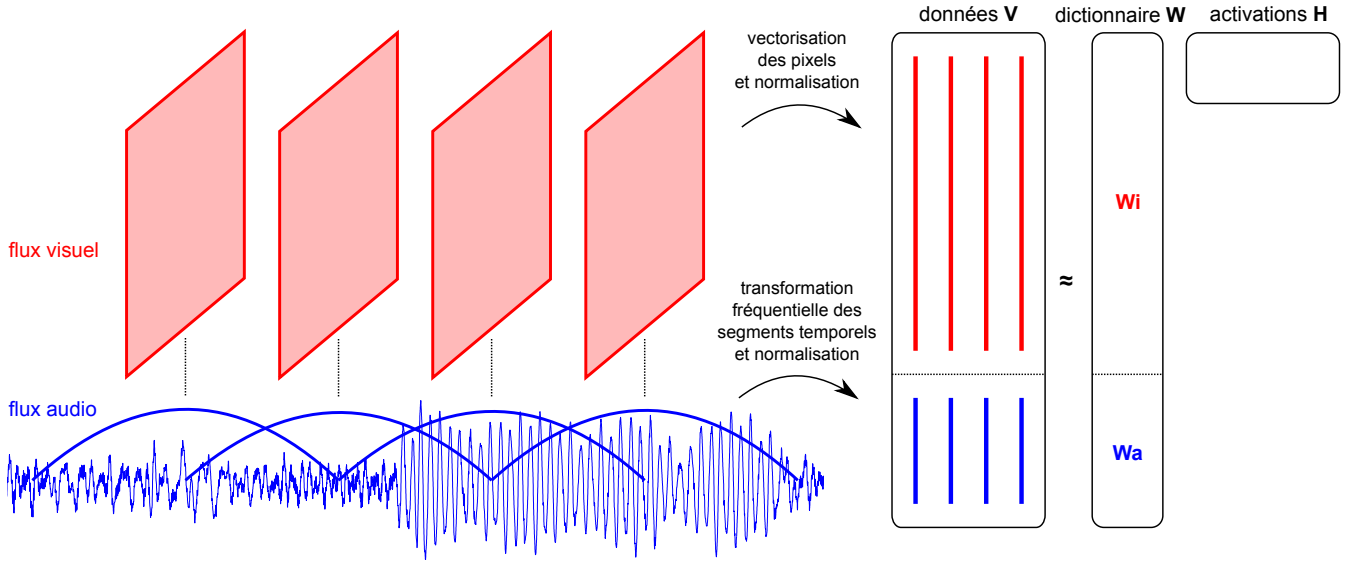 données V
dictionnaire W
activations H
vectorisation
des pixels
et normalisation
Wi
flux visuel
≈
transformation
fréquentielle des
segments temporels
et normalisation
flux audio
Wa